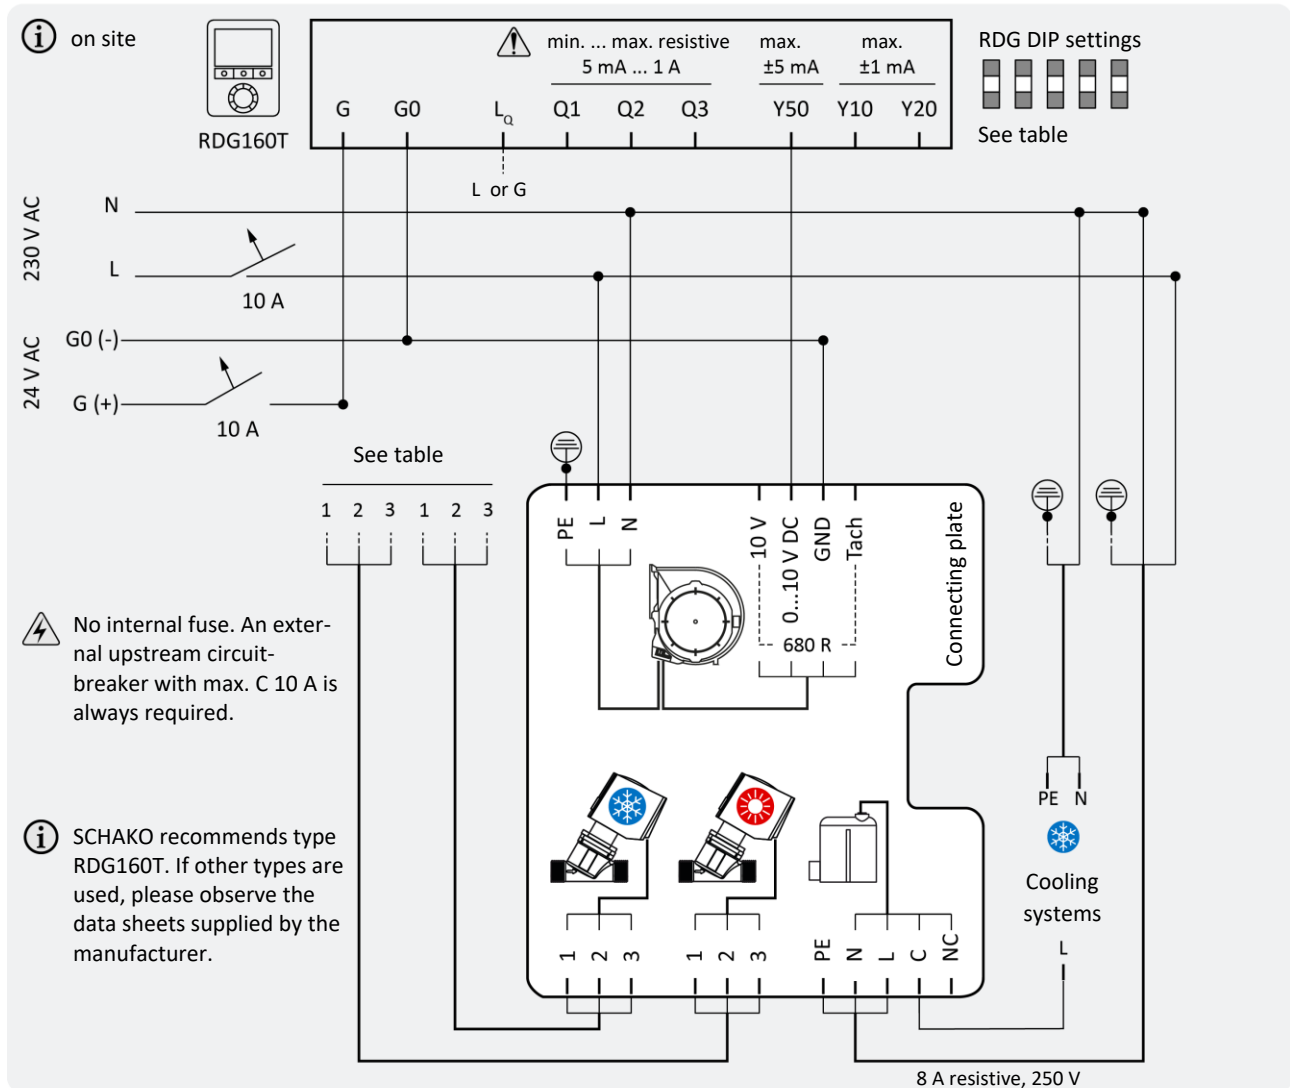 on site
RDG160T
min. ... max. resistive
5 mA ... 1 A
max.
±5 mA
max.
±1 mA
G G0 LQ Q1 Q2 Q3 Y50 Y10 Y20
RDG DIP settings
See table
L or G
230 V AC
N
L
10 A
24 V AC
G0 (-)
G (+)
10 A
See table
1 2 3 1 2 3
PE L N
10 V 0...10 V DC GND Tach
680 R
Connecting plate
No internal fuse. An exter-
nal upstream circuit-
breaker with max. C 10 A is
always required.
SCHAKO recommends type
RDG160T. If other types are
used, please observe the
data sheets supplied by the
manufacturer.
PE N
Cooling
systems
L
1 2 3 1 2 3 PE N L C NC
8 A resistive, 250 V